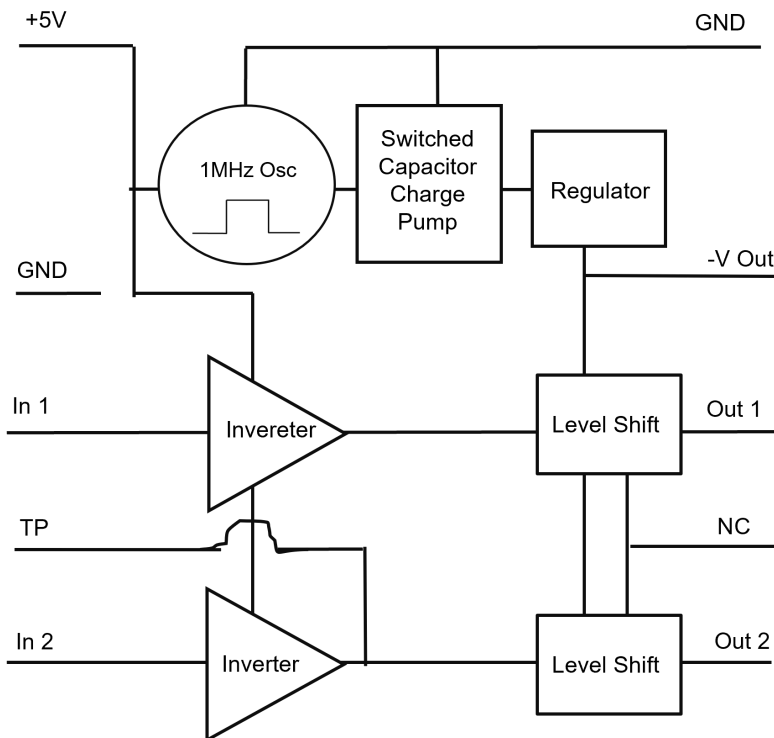 +5V
GND
1MHz Osc
Switched
Capacitor
Charge
Pump
Regulator
GND
-V Out
In 1
Invereter
Level Shift
Out 1
TP
NC
In 2
Inverter
Level Shift
Out 2